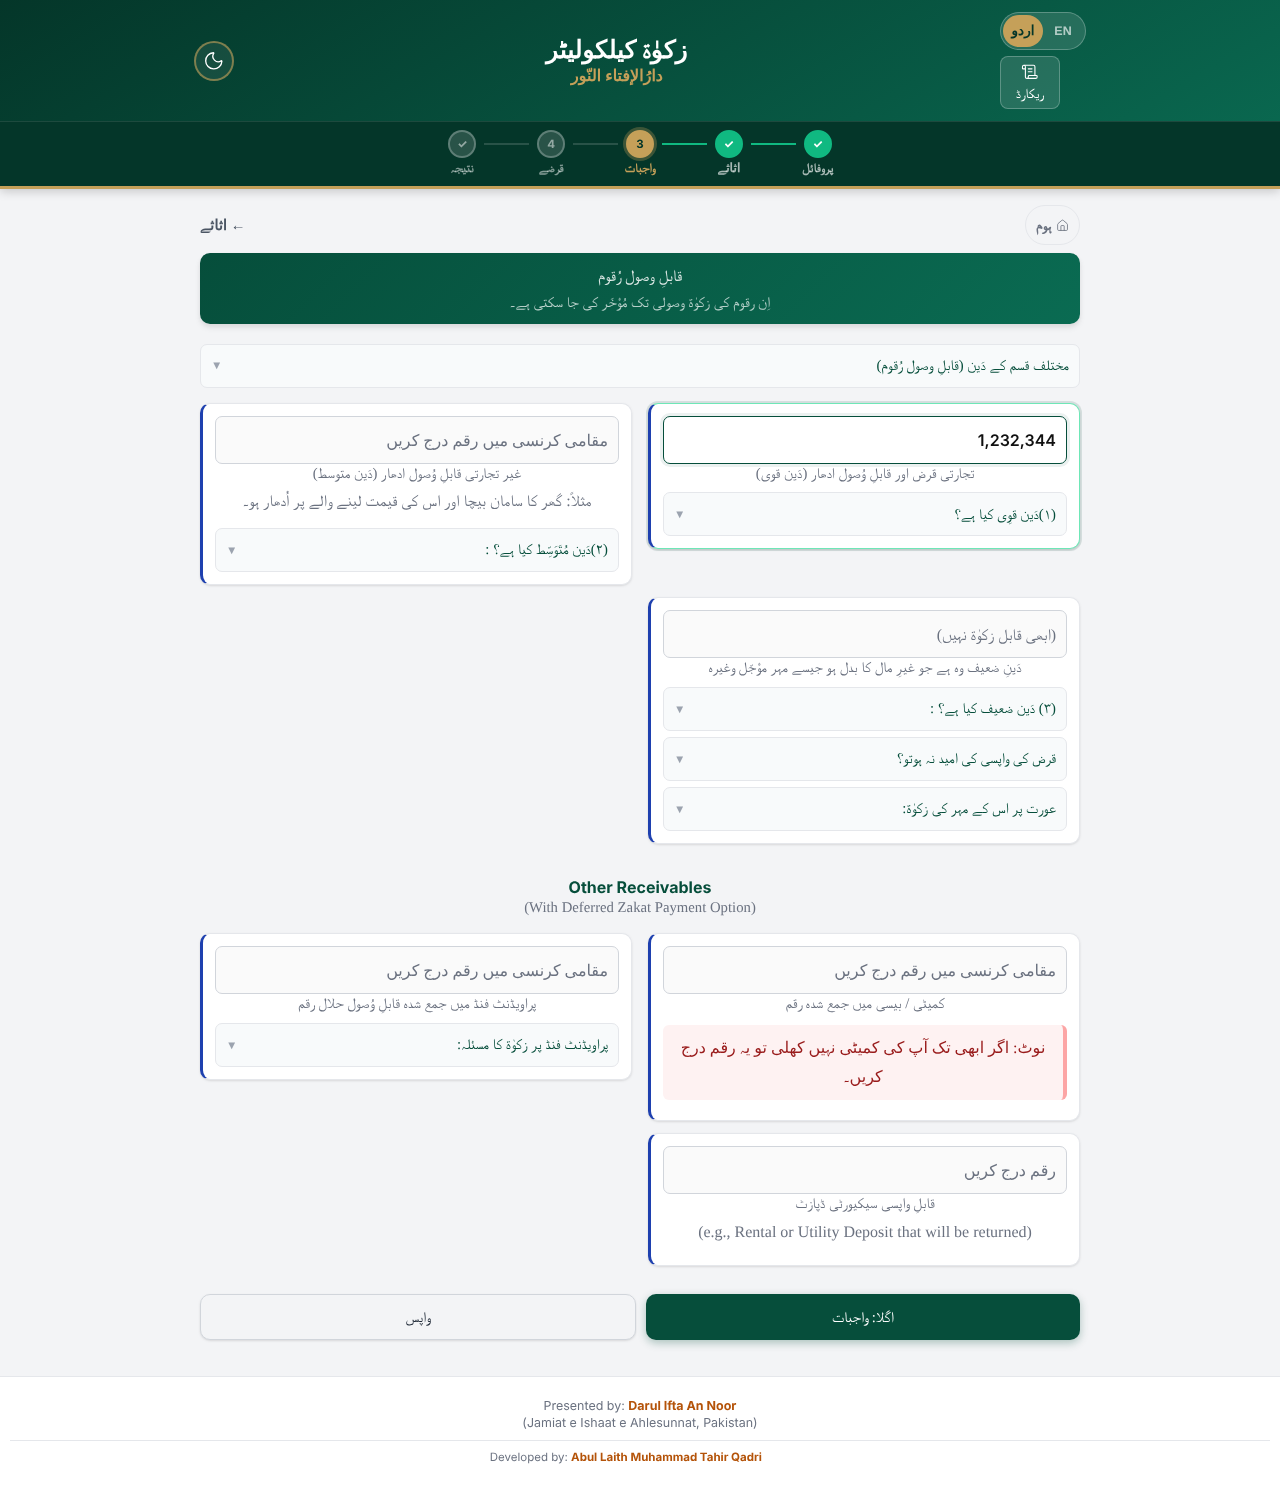 زکوٰۃ کیلکولیٹر
دارُالإفتاء النّور
اردو
EN
ریکارڈ
پروفائل
اثاثے
3
واجبات
4
قرضے
نتیجہ
ہوم
← اثاثے
قابلِ وصول رُقوم
اِن رقوم کی زکوٰۃ وصولی تک مُؤخّر کی جا سکتی ہے۔
مختلف قسم کے دَین (قابلِ وصول رُقوم)
▼
1,232,344
تجارتی قرض اور قابلِ وُصول ادھار (دَین قوی)
(۱)دَین قوِی کیا ہے؟
▼
مقامی کرنسی میں رقم درج کریں
غیر تجارتی قابلِ وُصول ادھار (دَین متوسط)
مثلاً: گھر کا سامان بیچا اور اس کی قیمت لینے والے پر اُدھار ہو۔
(۲)دَین مُتَوَسِّط کیا ہے؟ :
▼
(ابھی قابل زکوٰۃ نہیں)
دَینِ ضعیف وہ ہے جو غیرِ مال کا بدل ہو جیسے مہر مؤجّل وغیرہ
(۳) دَین ضعیف کیا ہے؟ :
▼
قرض کی واپسی کی امید نہ ہوتو؟
▼
عورت پر اس کے مہر کی زکوٰۃ:
▼
Other Receivables
(With Deferred Zakat Payment Option)
مقامی کرنسی میں رقم درج کریں
کمیٹی / بیسی میں جمع شدہ رقم
نوٹ: اگر ابھی تک آپ کی کمیٹی نہیں کھلی تو یہ رقم درج
کریں۔
مقامی کرنسی میں رقم درج کریں
پراویڈنٹ فنڈ میں جمع شدہ قابلِ وُصول حلال رقم
پراویڈنٹ فنڈ پر زکوٰۃ کا مسئلہ:
▼
رقم درج کریں
قابلِ واپسی سیکیورٹی ڈپازٹ
(e.g., Rental or Utility Deposit that will be returned)
اگلا: واجبات
واپس
Presented by: Darul Ifta An Noor
(Jamiat e Ishaat e Ahlesunnat, Pakistan)
Developed by: Abul Laith Muhammad Tahir Qadri